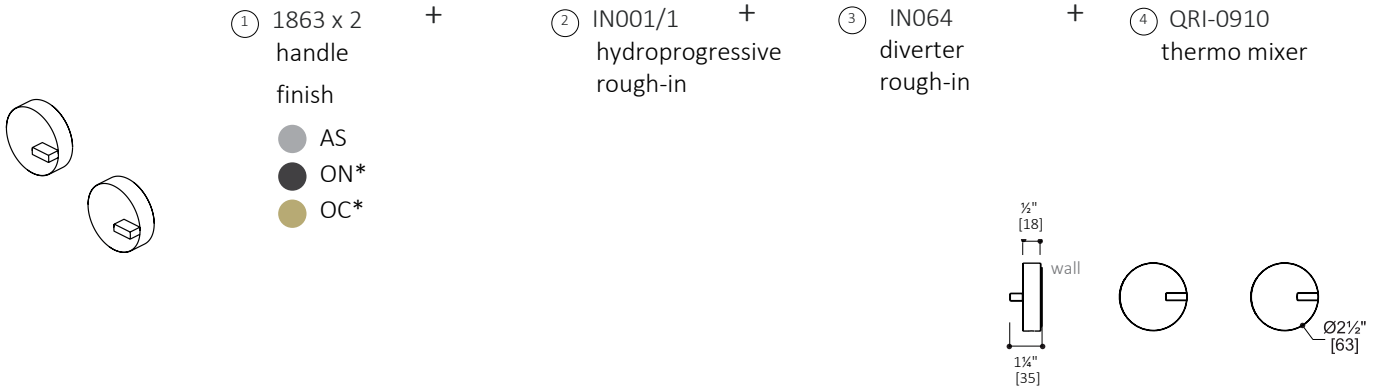 1 1863 x 2 +
handle
finish
AS
ON*
OC*
2 IN001/1 +
hydroprogressive
rough-in
3 IN064 +
diverter
rough-in
4 QRI-0910
thermo mixer
½"
[18]
wall
1¼"
[35]
Ø2½"
[63]